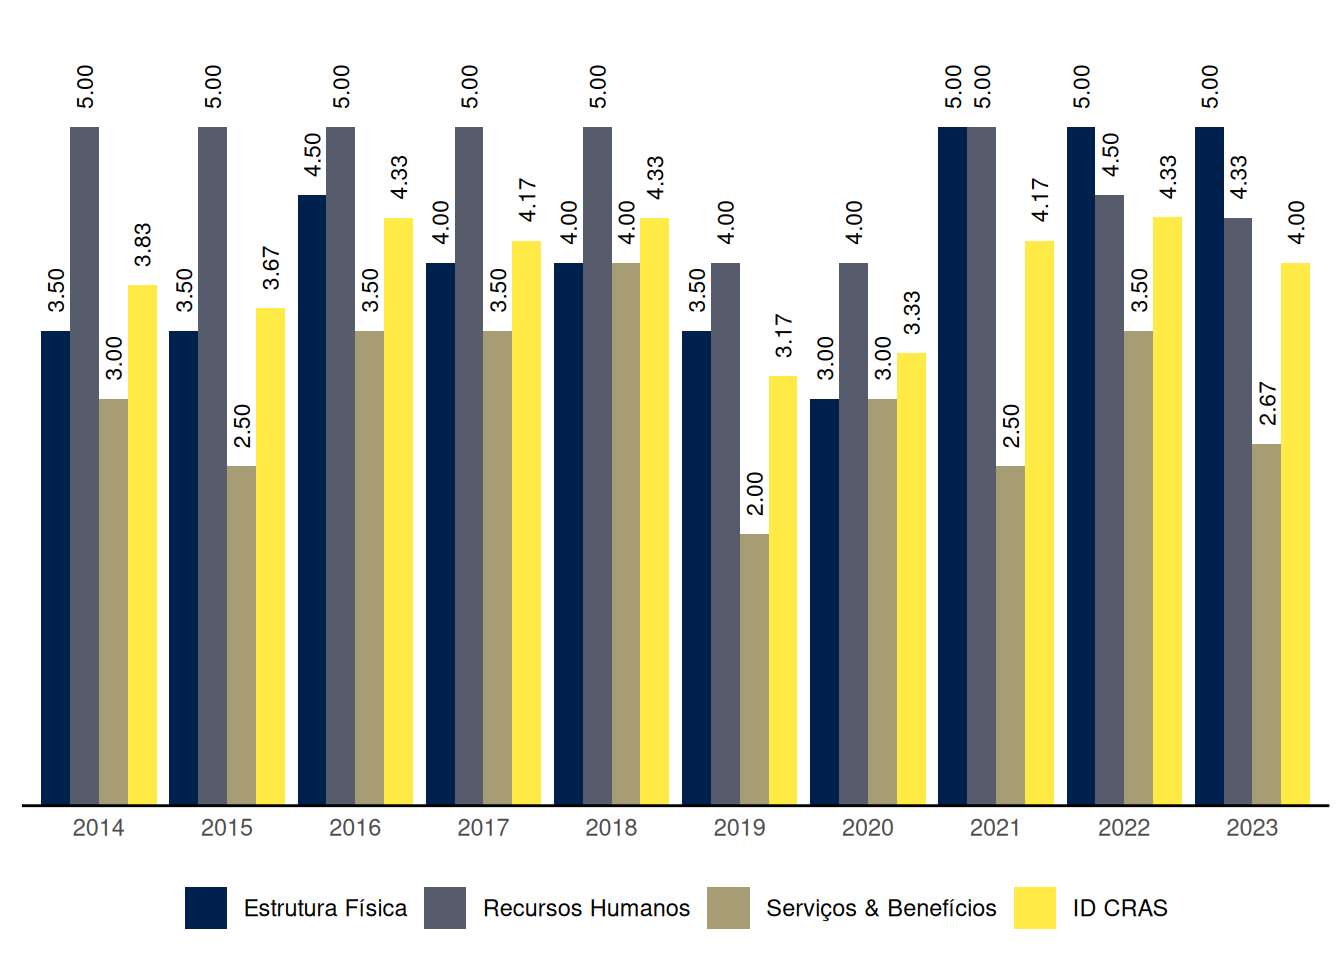 5.00 5.00 5.00 5.00 5.00 5.00 5.00 5.00 5.00
4.50 4.50
4.33 4.33 4.33 4.33
4.17 4.17
4.00 4.00 4.00 4.00 4.00 4.00
3.83
3.67
3.50 3.50 3.50 3.50 3.50 3.50
3.33
3.17
3.00 3.00 3.00
2.67
2.50 2.50
2.00
2014 2015 2016 2017 2018 2019 2020 2021 2022 2023
Estrutura Física Recursos Humanos Serviços & Benefícios ID CRAS